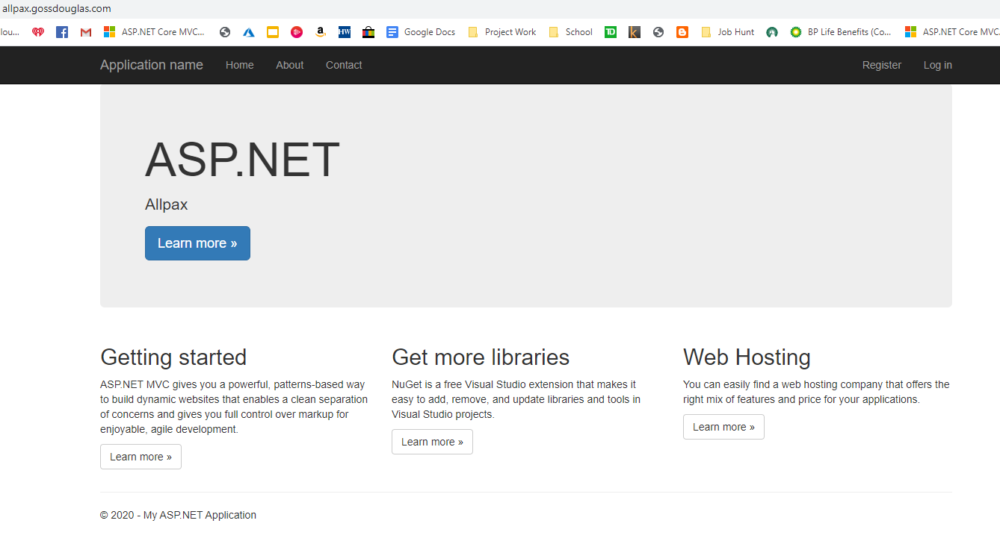 allpax.gossdouglas.com
lou... ASP.NET Core MVC... HW Google Docs Project Work School TD k Job Hunt BP Life Benefits (Co... ASP.NET Core MVC
Application name Home About Contact Register Log in
ASP.NET
Allpax
Learn more »
Getting started
ASP.NET MVC gives you a powerful, patterns-based way
to build dynamic websites that enables a clean separation
of concerns and gives you full control over markup for
enjoyable, agile development.
Learn more »
Get more libraries
NuGet is a free Visual Studio extension that makes it
easy to add, remove, and update libraries and tools in
Visual Studio projects.
Learn more »
Web Hosting
You can easily find a web hosting company that offers the
right mix of features and price for your applications.
Learn more »
© 2020 - My ASP.NET Application